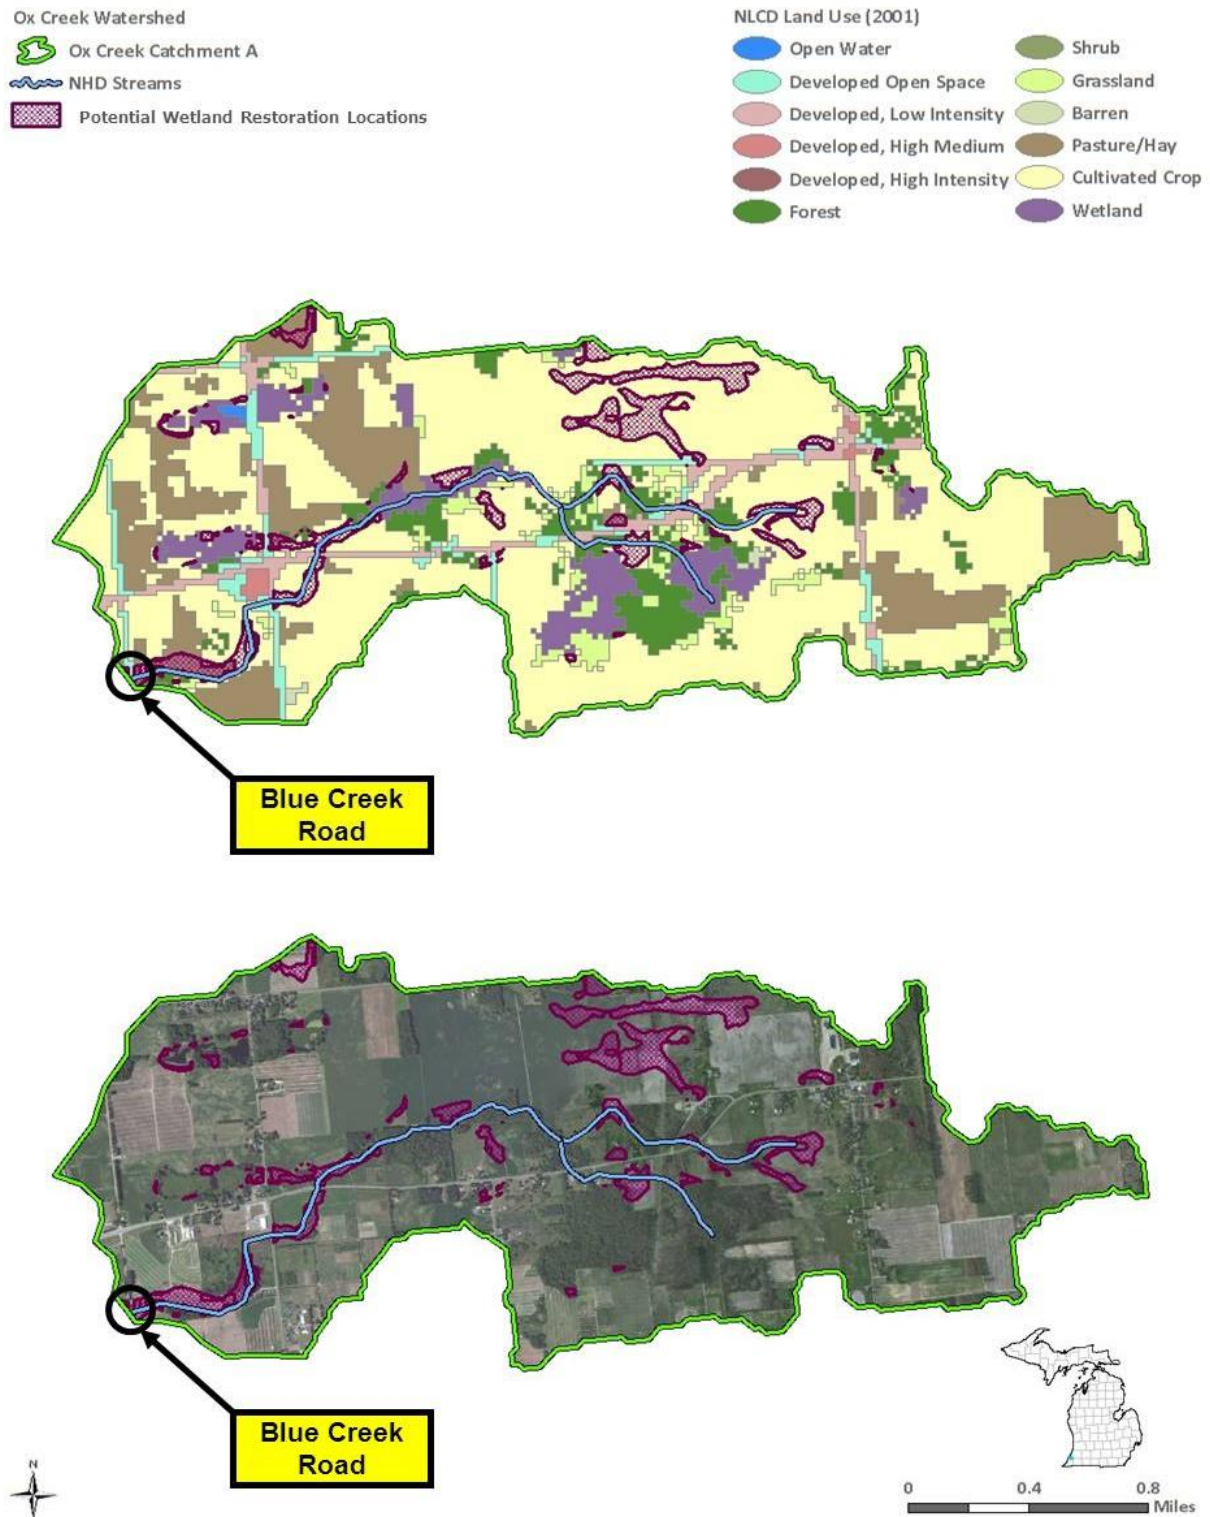 Ox Creek Watershed
Ox Creek Catchment A
NHD Streams
Potential Wetland Restoration Locations
NLCD Land Use (2001)
Open Water
Developed Open Space
Developed, Low Intensity
Developed, High Medium
Developed, High Intensity
Forest
Shrub
Grassland
Barren
Pasture/Hay
Cultivated Crop
Wetland
Blue Creek
Road
Blue Creek
Road
N
0 0.4 0.8
Miles